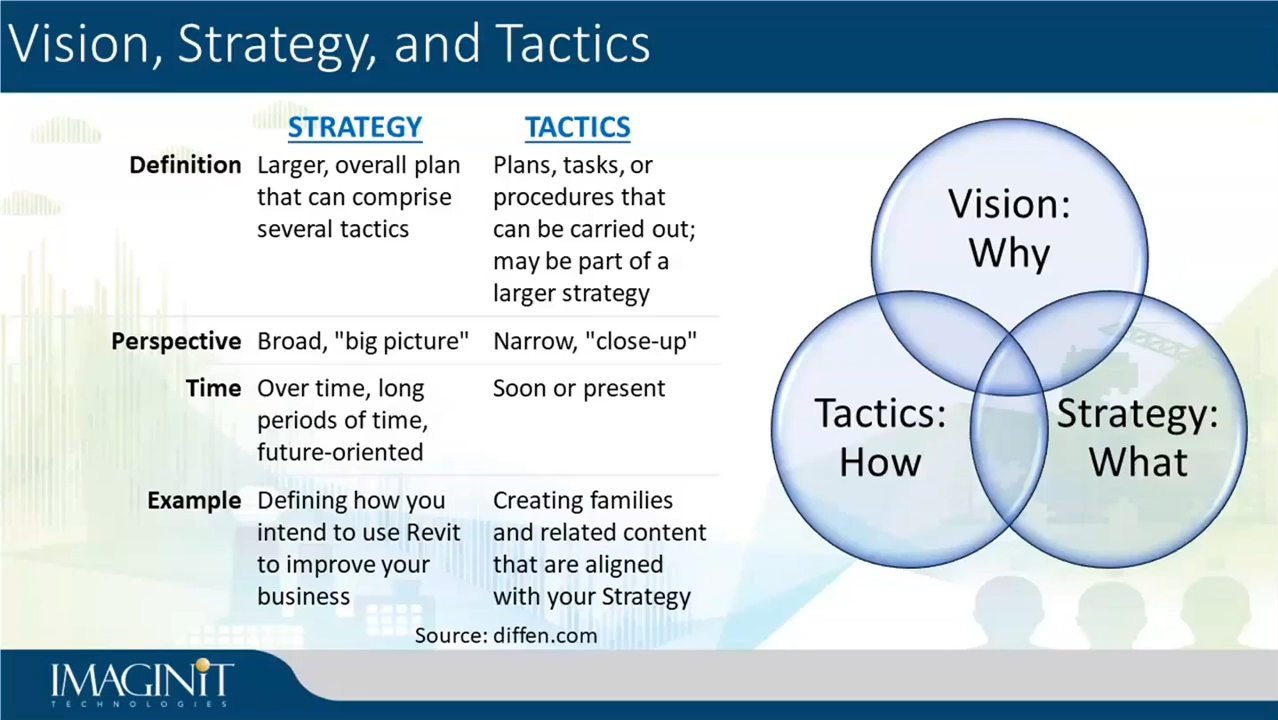 Vision, Strategy, and Tactics
STRATEGY
TACTICS
Definition
Larger, overall plan
that can comprise
several tactics
Plans, tasks, or
procedures that
can be carried out;
may be part of a
larger strategy
Perspective
Broad, "big picture"
Narrow, "close-up"
Time
Over time, long
periods of time,
future-oriented
Soon or present
Example
Defining how you
intend to use Revit
to improve your
business
Creating families
and related content
that are aligned
with your Strategy
Source: diffen.com
Vision:
Why
Tactics:
How
Strategy:
What
IMAGINiT
TECHNOLOGIES